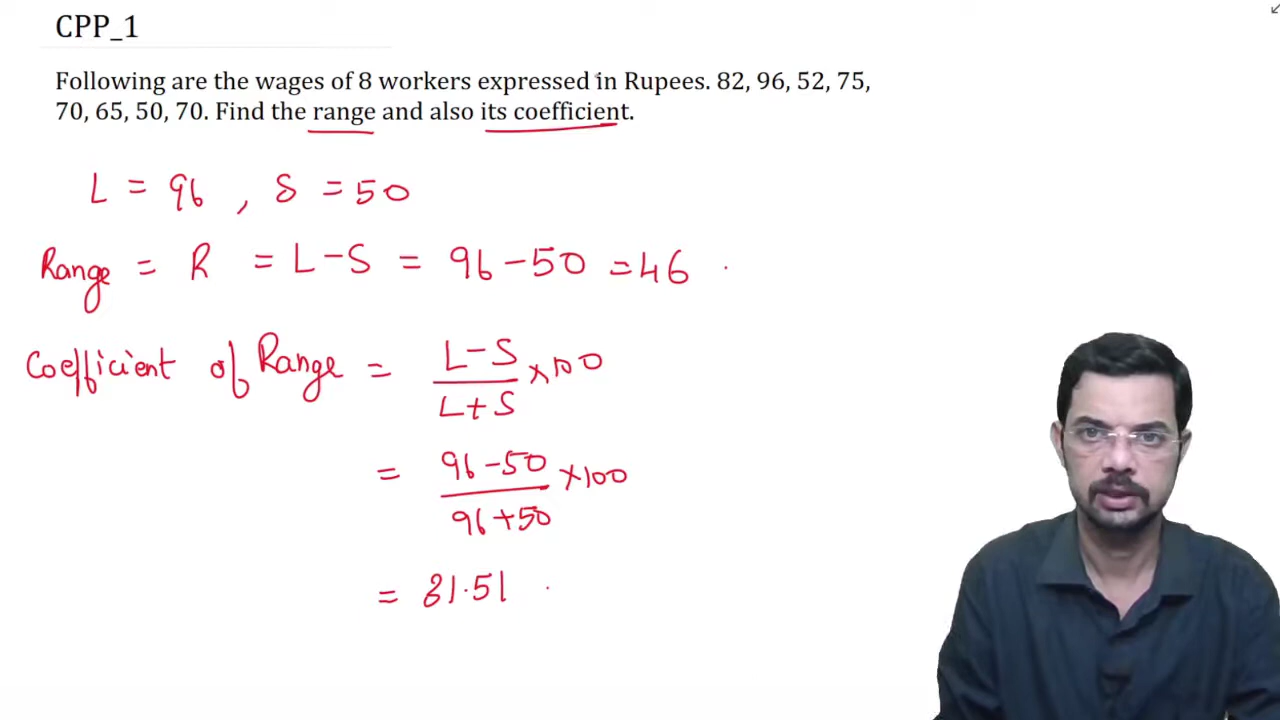 CPP_1
Following are the wages of 8 workers expressed in Rupees. 82, 96, 52, 75,
70, 65, 50, 70. Find the range and also its coefficient.
L = 96 , S = 50
Range = R = L-S = 96-50 = 46
Coefficient of Range = L-S / L+S ×100
= 96-50 / 96+50 ×100
= 31.51